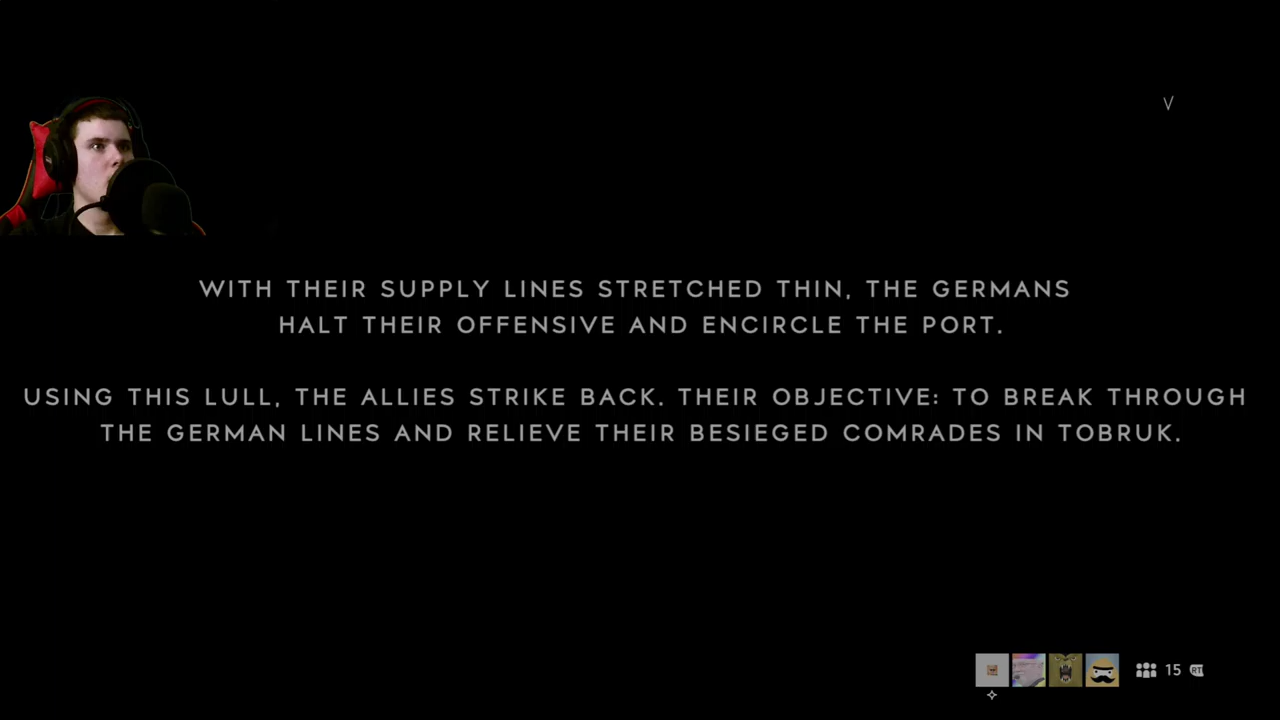 V
WITH THEIR SUPPLY LINES STRETCHED THIN, THE GERMANS
HALT THEIR OFFENSIVE AND ENCIRCLE THE PORT.
USING THIS LULL, THE ALLIES STRIKE BACK. THEIR OBJECTIVE: TO BREAK THROUGH
THE GERMAN LINES AND RELIEVE THEIR BESIEGED COMRADES IN TOBRUK.
15 RT